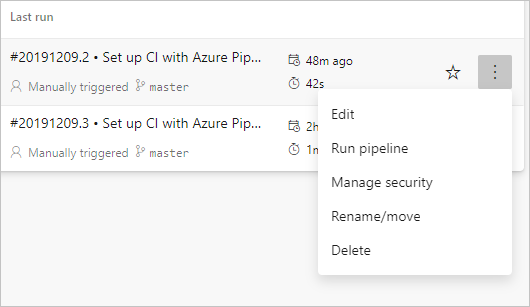 Last run
#20191209.2 • Set up CI with Azure Pip...
48m ago
Manually triggered master
42s
#20191209.3 • Set up CI with Azure Pip...
2h
Manually triggered master
1m
Edit
Run pipeline
Manage security
Rename/move
Delete